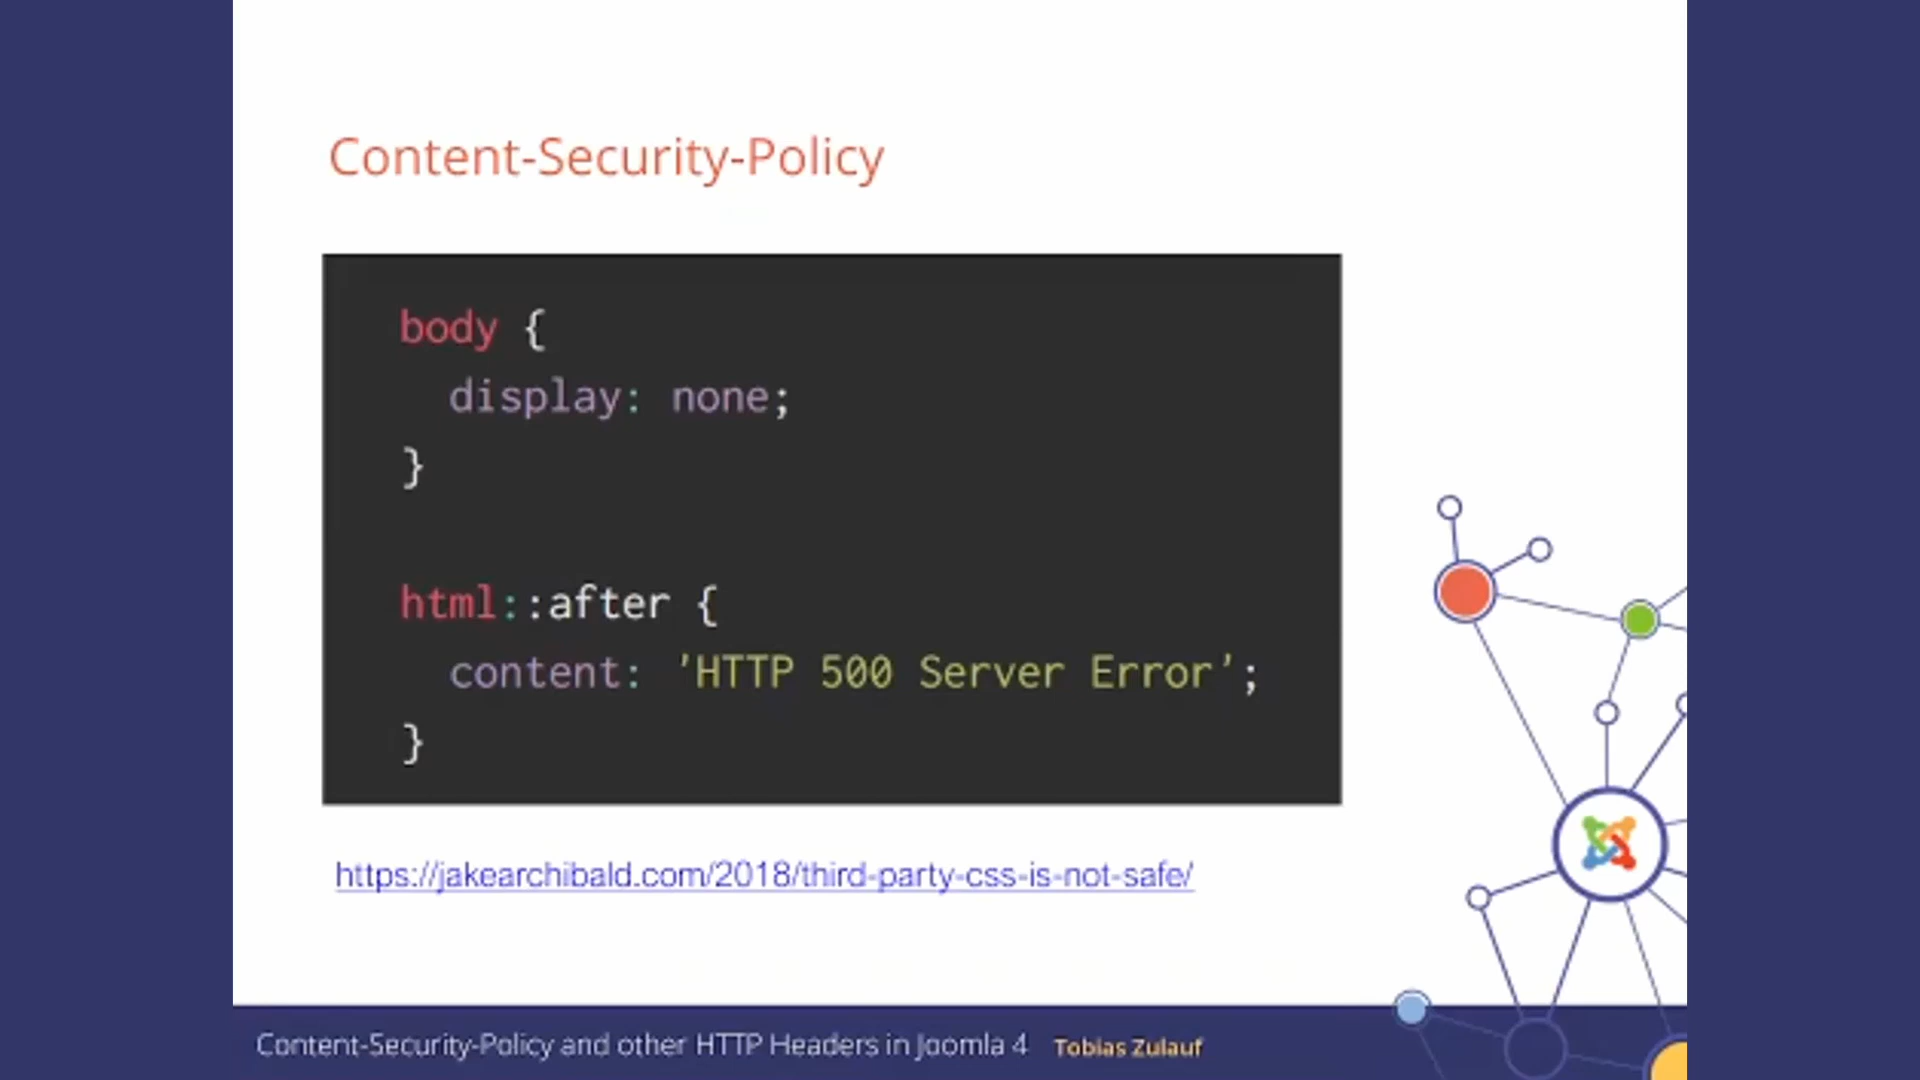 Content-Security-Policy
body {
display: none;
}
html::after {
content: 'HTTP 500 Server Error';
}
https://jakearchibald.com/2018/third-party-css-is-not-safe/
Content-Security-Policy and other HTTP Headers in Joomla 4 Tobias Zulauf